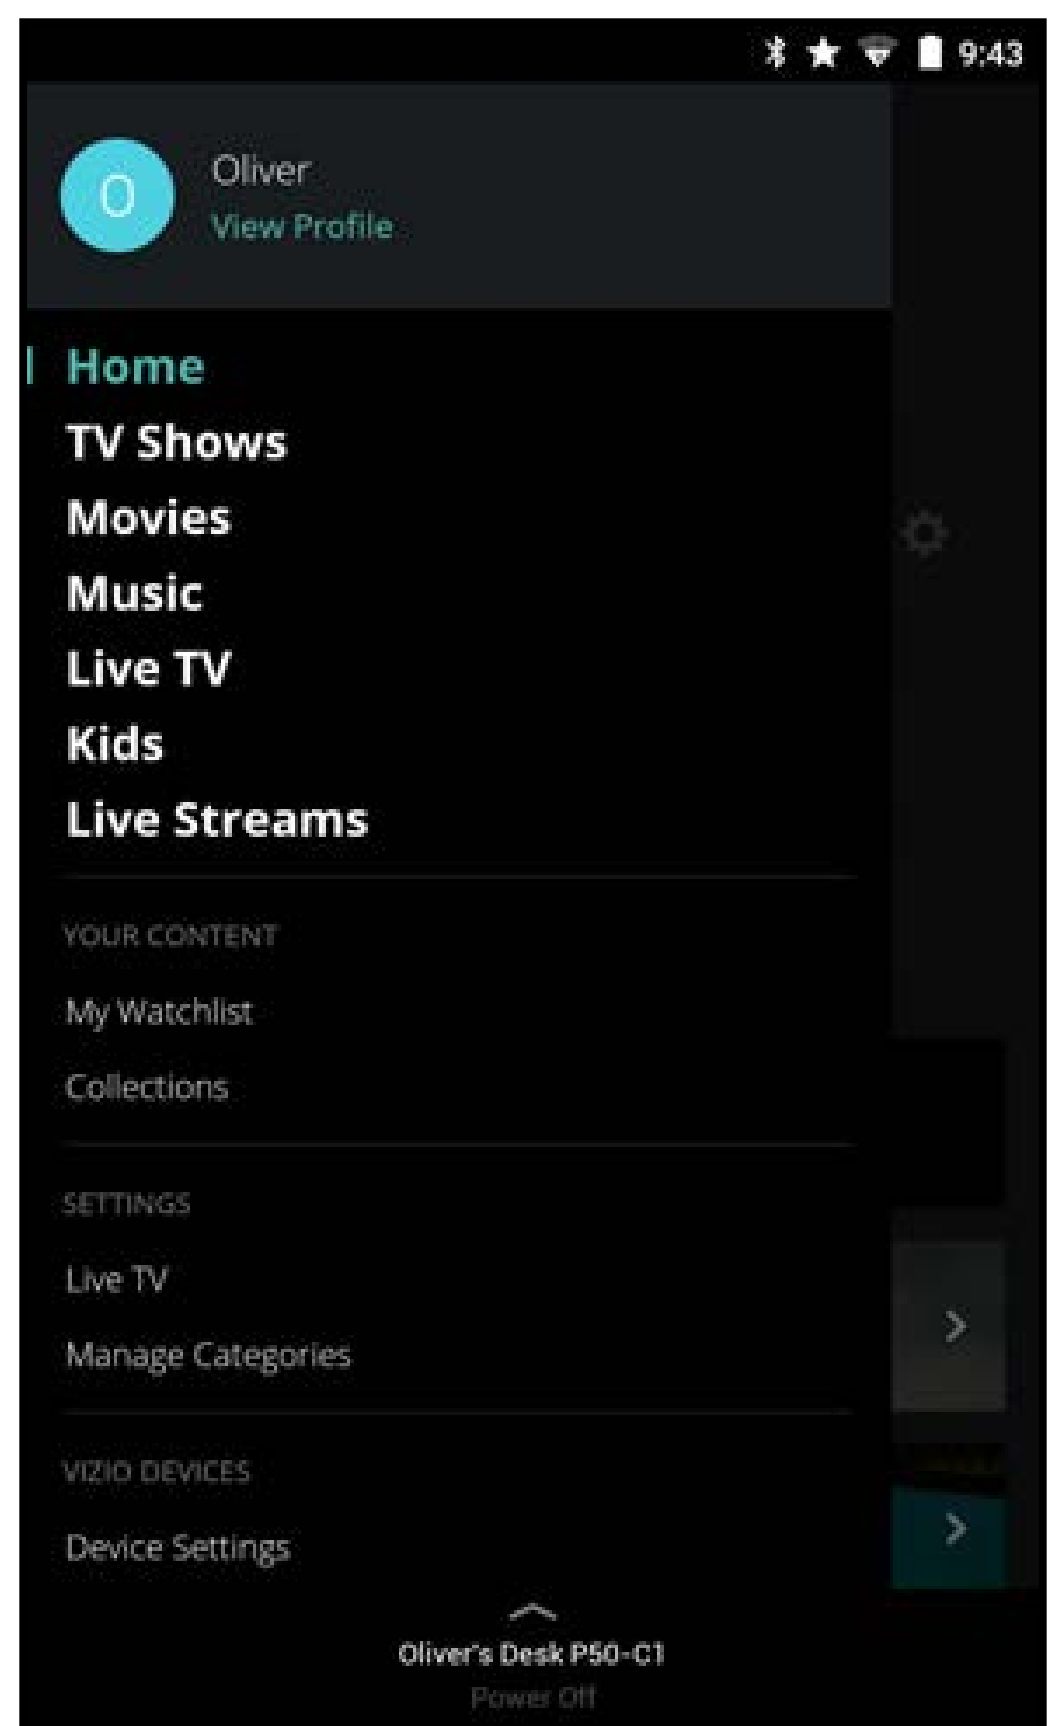 9:43
O
Oliver
View Profile
Home
TV Shows
Movies
Music
Live TV
Kids
Live Streams
YOUR CONTENT
My Watchlist
Collections
SETTINGS
Live TV
Manage Categories
VIZIO DEVICES
Device Settings
Oliver's Desk P50-C1
Power Off